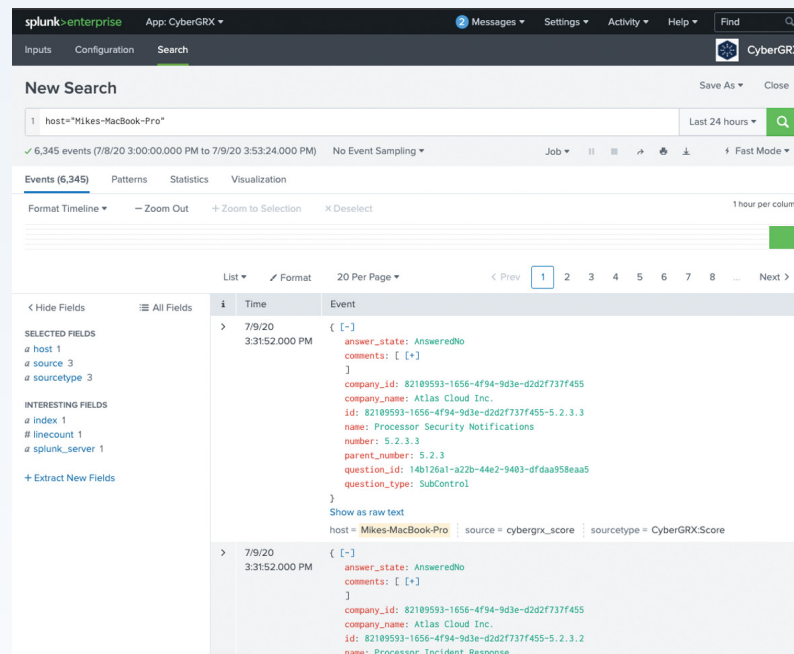 splunk>enterprise App: CyberGRX ▾ 2 Messages ▾ Settings ▾ Activity ▾ Help ▾ Find
Inputs Configuration Search CyberGRX
New Search Save As ▾ Close
1 host="Mikes-MacBook-Pro" Last 24 hours ▾
✓ 6,345 events (7/8/20 3:00:00.000 PM to 7/9/20 3:53:24.000 PM) No Event Sampling ▾ Job ▾ Fast Mode ▾
Events (6,345) Patterns Statistics Visualization
Format Timeline ▾ — Zoom Out + Zoom to Selection × Deselect 1 hour per colum
List ▾ Format 20 Per Page ▾ < Prev 1 2 3 4 5 6 7 8 ... Next >
< Hide Fields All Fields i Time Event
SELECTED FIELDS
a host 1
a source 3
a sourcetype 3
INTERESTING FIELDS
a index 1
# linecount 1
a splunk_server 1
+ Extract New Fields
> 7/9/20 { [-]
3:31:52.000 PM answer_state: AnsweredNo
comments: [ [+]
]
company_id: 82109593-1656-4f94-9d3e-d2d2f737f455
company_name: Atlas Cloud Inc.
id: 82109593-1656-4f94-9d3e-d2d2f737f455-5.2.3.3
name: Processor Security Notifications
number: 5.2.3.3
parent_number: 5.2.3
question_id: 14b126a1-a22b-44e2-9403-dfdaa958eaa5
question_type: SubControl
}
Show as raw text
host = Mikes-MacBook-Pro source = cybergrx_score sourcetype = CyberGRX:Score
> 7/9/20 { [-]
3:31:52.000 PM answer_state: AnsweredNo
comments: [ [+]
]
company_id: 82109593-1656-4f94-9d3e-d2d2f737f455
company_name: Atlas Cloud Inc.
id: 82109593-1656-4f94-9d3e-d2d2f737f455-5.2.3.2
name: Processor Incident Response